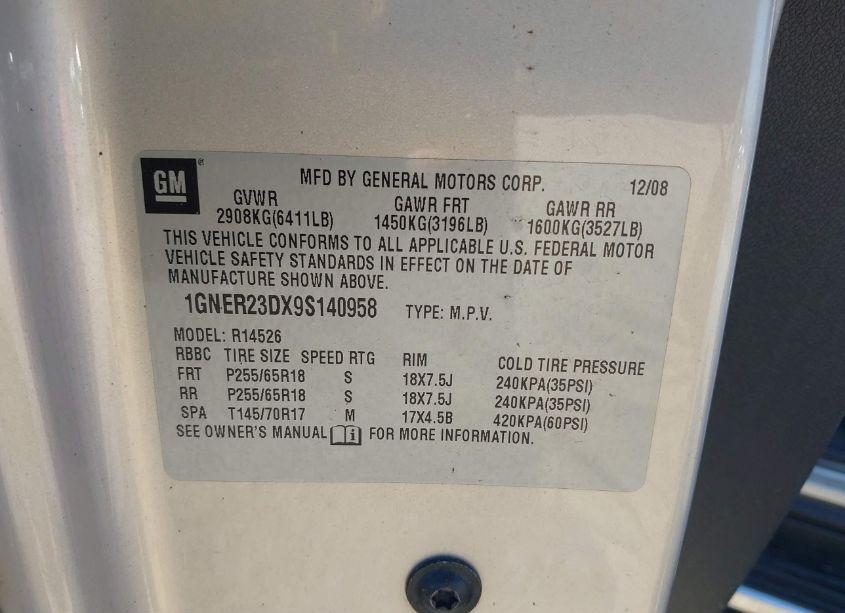 GM ® MFD BY GENERAL MOTORS CORP. 12/08
GVWR GAWR FRT GAWR RR
2908KG(6411LB) 1450KG(3196LB) 1600KG(3527LB)
THIS VEHICLE CONFORMS TO ALL APPLICABLE U.S. FEDERAL MOTOR
VEHICLE SAFETY STANDARDS IN EFFECT ON THE DATE OF
MANUFACTURE SHOWN ABOVE.
1GNER23DX9S140958 TYPE: M.P.V.
MODEL: R14526
RBBC TIRE SIZE SPEED RTG RIM COLD TIRE PRESSURE
FRT P255/65R18 S 18X7.5J 240KPA(35PSI)
RR P255/65R18 S 18X7.5J 240KPA(35PSI)
SPA T145/70R17 M 17X4.5B 420KPA(60PSI)
SEE OWNER'S MANUAL i FOR MORE INFORMATION.